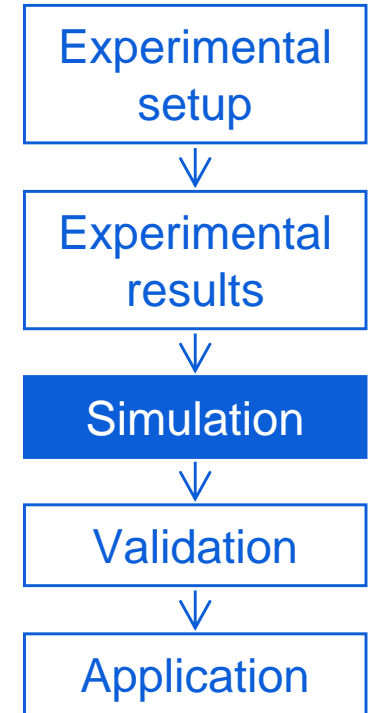 Experimental
setup
Experimental
results
Simulation
Validation
Application